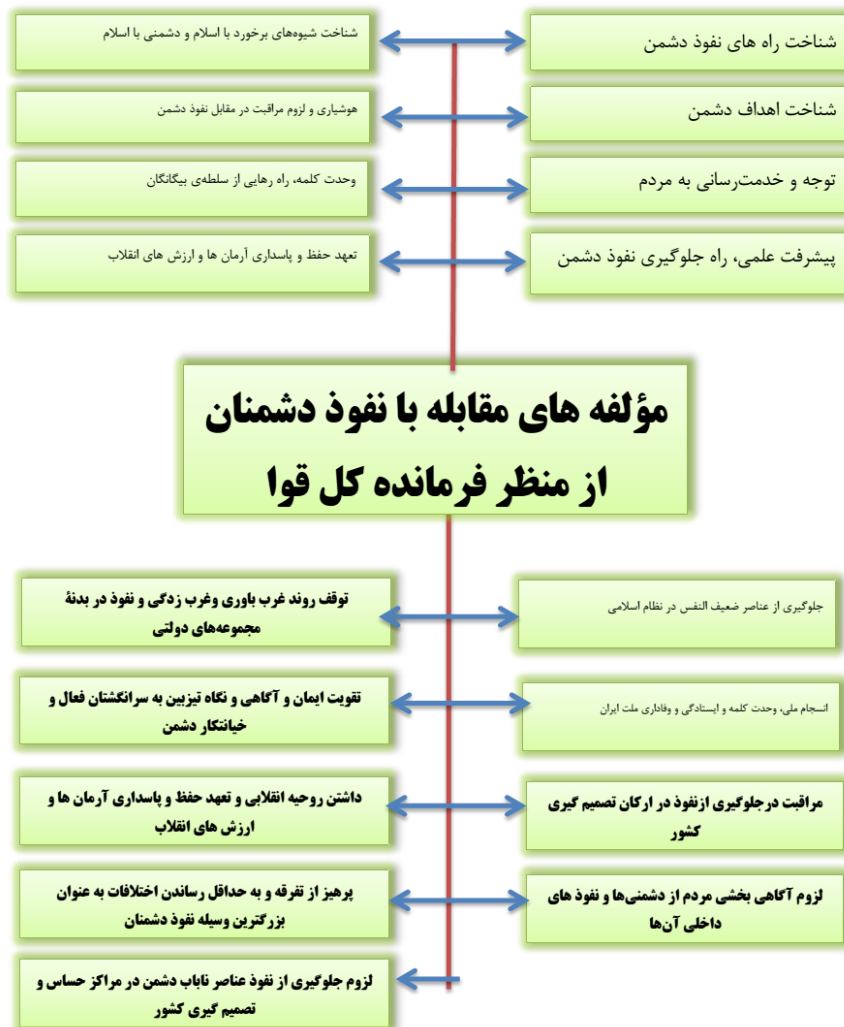 شناخت راه های نفوذ دشمن
شناخت شیوه‌های برخورد با اسلام و دشمنی با اسلام
شناخت اهداف دشمن
هوشیاری و لزوم مراقبت در مقابل نفوذ دشمن
توجه و خدمت‌رسانی به مردم
وحدت کلمه، راه رهایی از سلطه‌ی بیگانگان
پیشرفت علمی، راه جلوگیری نفوذ دشمن
تعهد حفظ و پاسداری آرمان ها و ارزش های انقلاب
مؤلفه های مقابله با نفوذ دشمنان
از منظر فرمانده کل قوا
جلوگیری از عناصر ضعیف النفس در نظام اسلامی
توقف روند غرب باوری وغرب زدگی و نفوذ در بدنۀ
مجموعه‌های دولتی
انسجام ملی، وحدت کلمه و ایستادگی و وفاداری ملت ایران
تقویت ایمان و آگاهی و نگاه تیزبین به سرانگشتان فعال و
خیانتکار دشمن
مراقبت درجلوگیری ازنفوذ در ارکان تصمیم گیری
کشور
داشتن روحیه انقلابی و تعهد حفظ و پاسداری آرمان ها و
ارزش های انقلاب
لزوم آگاهی بخشی مردم از دشمنی‌ها و نفوذ های
داخلی آن‌ها
پرهیز از تفرقه و به حداقل رساندن اختلافات به عنوان
بزرگترین وسیله نفوذ دشمنان
لزوم جلوگیری از نفوذ عناصر ناباب دشمن در مراکز حساس و
تصمیم گیری کشور